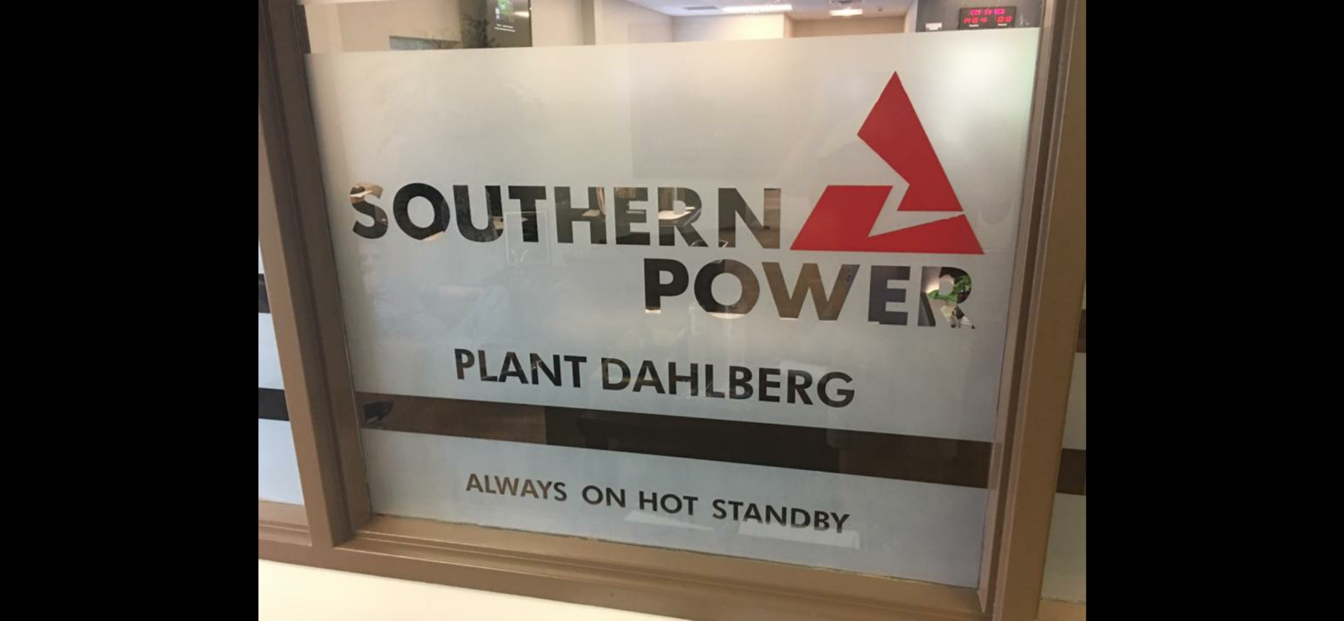 SOUTHERN
POWER
PLANT DAHLBERG
ALWAYS ON HOT STANDBY